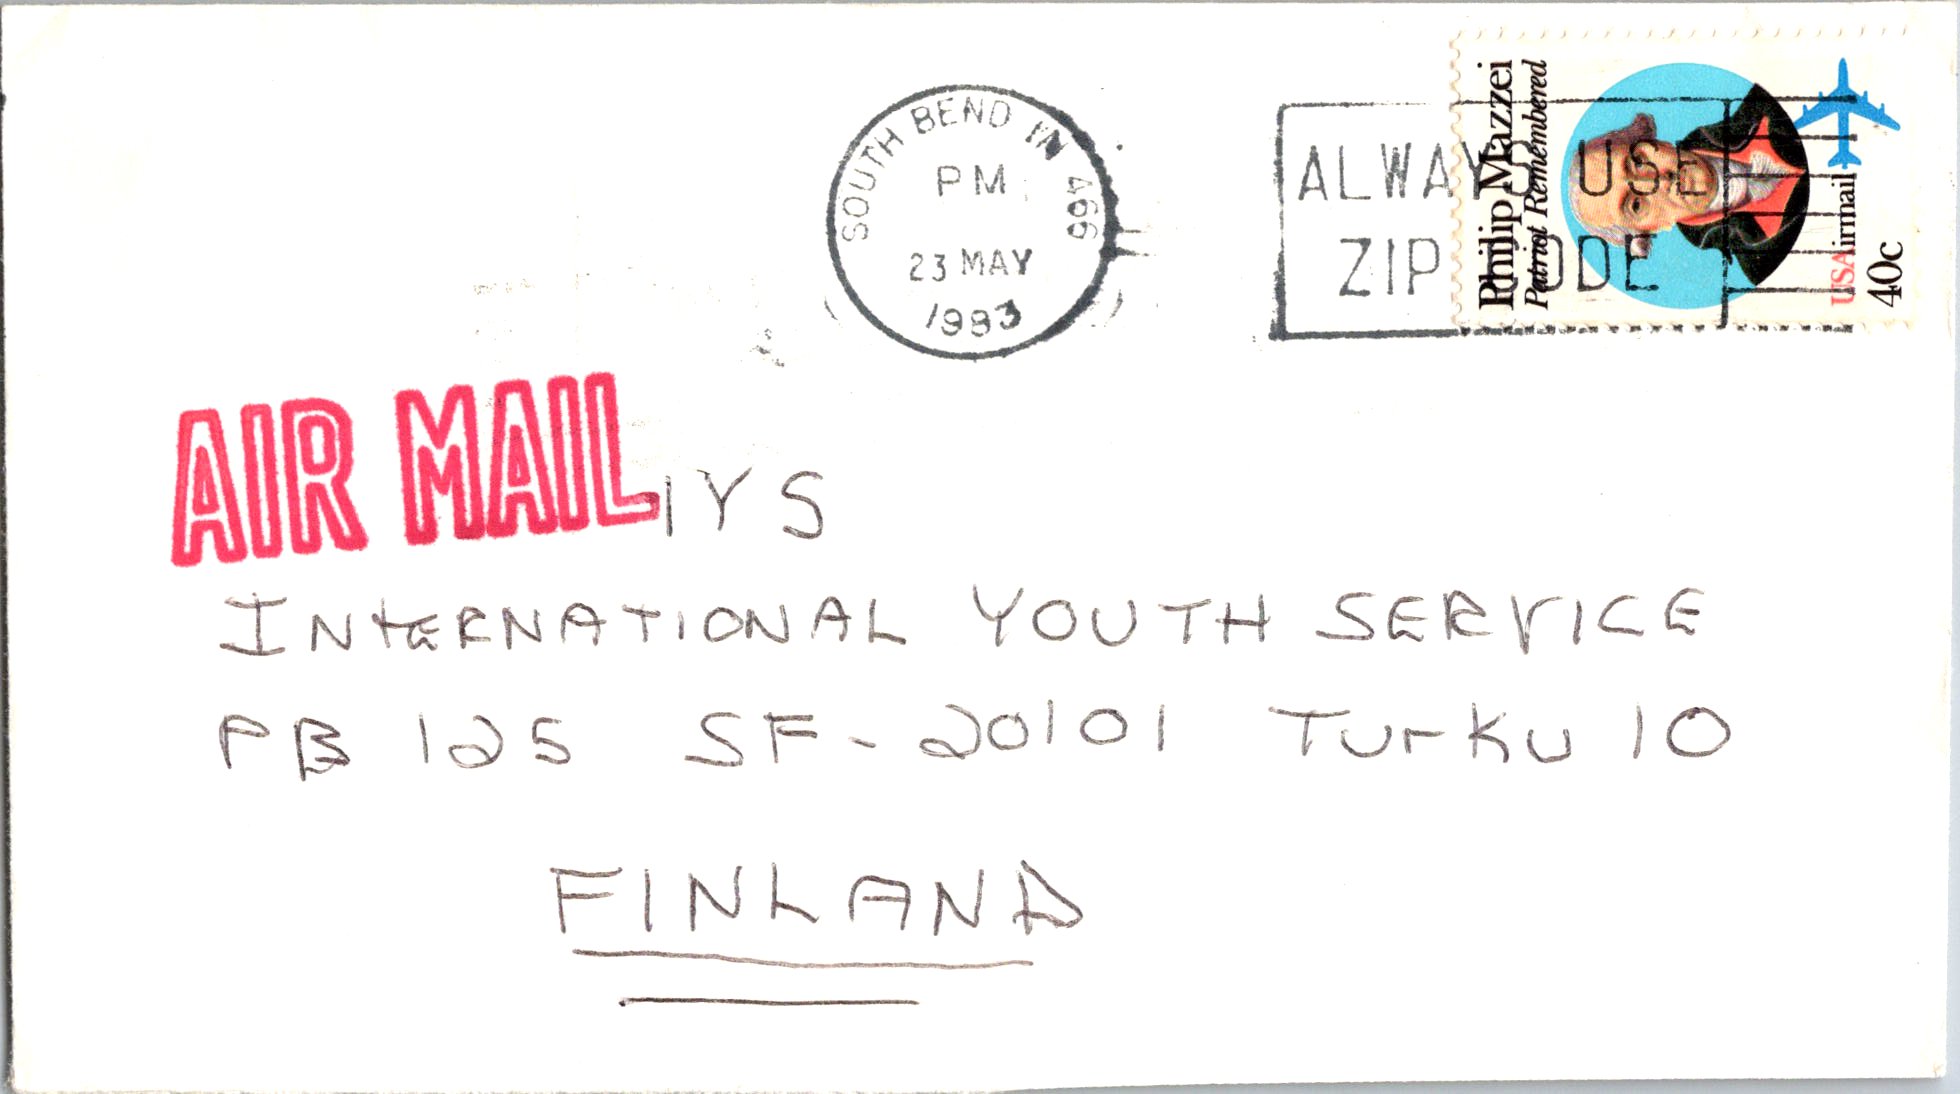 SOUTH BEND IN 466
PM
23 MAY
1983
ALWAYS USE
ZIP CODE
Philip Mazzei
Patriot Remembered
USAirmail
40c
AIR MAIL
IYS
INTERNATIONAL YOUTH SERVICE
PB 125 SF-20101 Turku 10
FINLAND